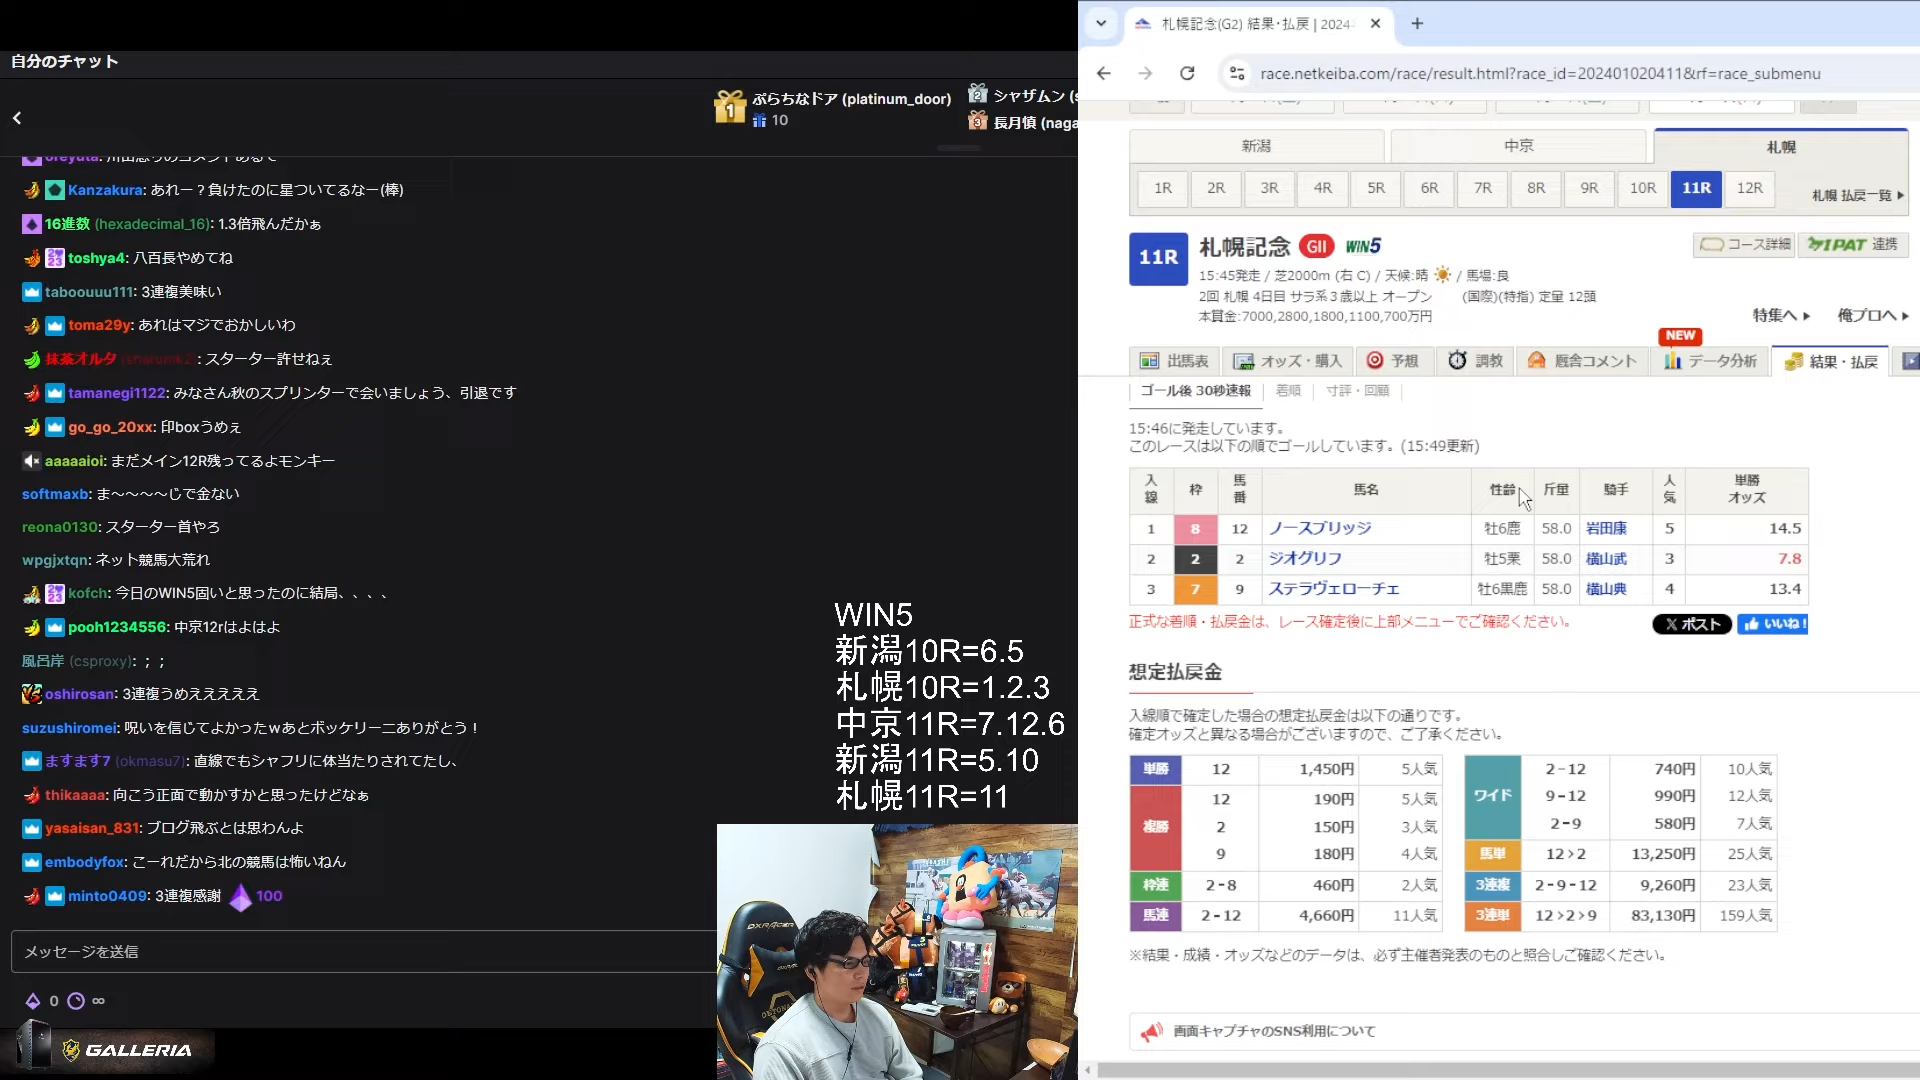 自分のチャット
1 ぷらちなドア (platinum_door)
10
2 シャザムン (s
3 長月慎 (naga
Kanzakura: あれー？負けたのに星ついてるなー(棒)
16進数 (hexadecimal_16): 1.3倍飛んだかぁ
toshya4: 八百長やめてね
taboouuu111: 3連複美味い
toma29y: あれはマジでおかしいわ
抹茶オルタ : スターター許せねぇ
tamanegi1122: みなさん秋のスプリンターで会いましょう、引退です
go_go_20xx: 印boxうめぇ
aaaaaioi: まだメイン12R残ってるよモンキー
softmaxb: ま～～～～じで金ない
reona0130: スターター首やろ
wpgjxtqn: ネット競馬大荒れ
kofch: 今日のWIN5固いと思ったのに結局、、、、
pooh1234556: 中京12rはよはよ
風呂岸 (csproxy): ；；
oshirosan: 3連複うめえええええ
suzushiromei: 呪いを信じてよかったwあとボッケリーニありがとう！
ますます7 (okmasu7): 直線でもシャフリに体当たりされてたし、
thikaaaa: 向こう正面で動かすかと思ったけどなぁ
yasaisan_831: ブログ飛ぶとは思わんよ
embodyfox: こーれだから北の競馬は怖いねん
minto0409: 3連複感謝 100
メッセージを送信
0 ∞
GALLERIA
WIN5
新潟10R=6.5
札幌10R=1.2.3
中京11R=7.12.6
新潟11R=5.10
札幌11R=11
DXRACER
札幌記念(G2) 結果・払戻 | 2024
race.netkeiba.com/race/result.html?race_id=202401020411&rf=race_submenu
新潟 中京 札幌
1R 2R 3R 4R 5R 6R 7R 8R 9R 10R 11R 12R 札幌 払戻一覧
11R 札幌記念 GII WIN5 コース詳細 IPAT 連携
15:45発走 / 芝2000m (右 C) / 天候:晴 / 馬場:良
2回 札幌 4日目 サラ系３歳以上 オープン (国際)(特指) 定量 12頭
本賞金:7000,2800,1800,1100,700万円
特集へ 俺プロへ
NEW
出馬表 オッズ・購入 予想 調教 厩舎コメント データ分析 結果・払戻
ゴール後 30秒速報 着順 寸評・回顧
15:46に発走しています。
このレースは以下の順でゴールしています。(15:49更新)
入線 枠 馬番 馬名 性齢 斤量 騎手 人気 単勝オッズ
1 8 12 ノースブリッジ 牡6鹿 58.0 岩田康 5 14.5
2 2 2 ジオグリフ 牡5栗 58.0 横山武 3 7.8
3 7 9 ステラヴェローチェ 牡6黒鹿 58.0 横山典 4 13.4
正式な着順・払戻金は、レース確定後に上部メニューでご確認ください。
X ポスト いいね！
想定払戻金
入線順で確定した場合の想定払戻金は以下の通りです。
確定オッズと異なる場合がございますので、ご了承ください。
単勝 12 1,450円 5人気
複勝 12 190円 5人気
2 150円 3人気
9 180円 4人気
枠連 2-8 460円 2人気
馬連 2-12 4,660円 11人気
ワイド 2-12 740円 10人気
9-12 990円 12人気
2-9 580円 7人気
馬単 12>2 13,250円 25人気
3連複 2-9-12 9,260円 23人気
3連単 12>2>9 83,130円 159人気
※結果・成績・オッズなどのデータは、必ず主催者発表のものと照合しご確認ください。
画面キャプチャのSNS利用について